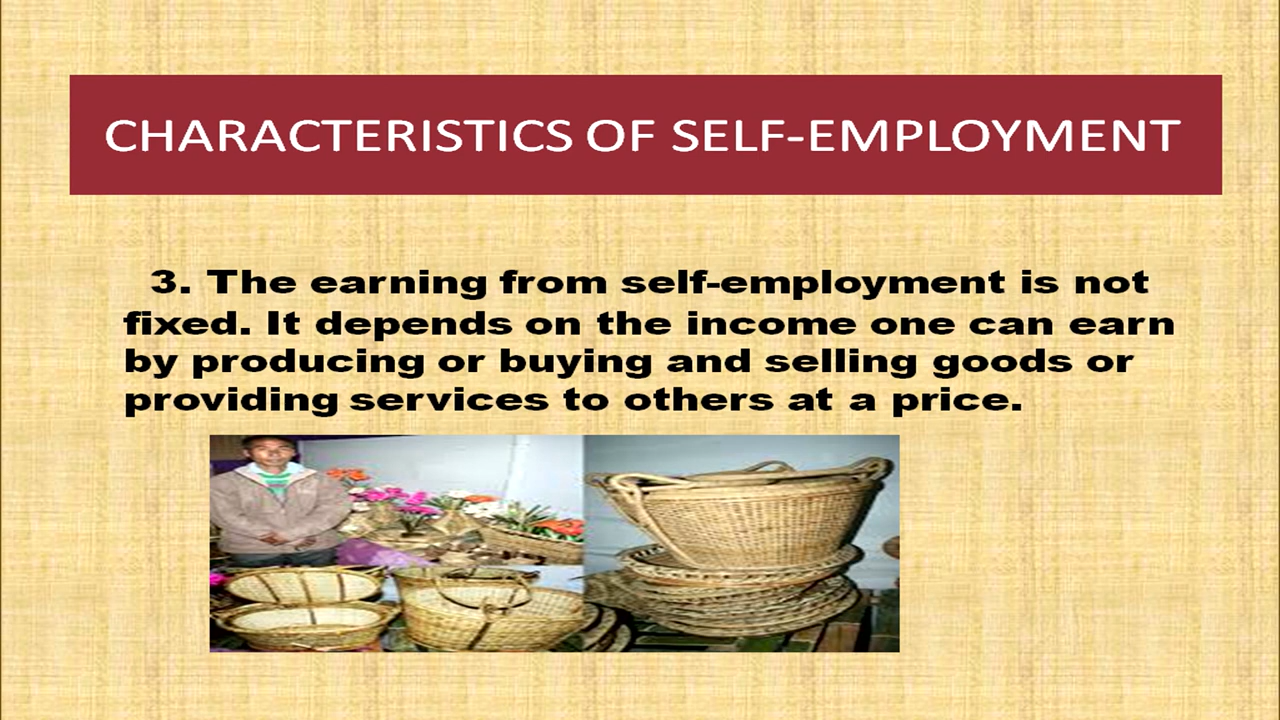 CHARACTERISTICS OF SELF-EMPLOYMENT
3. The earning from self-employment is not
fixed. It depends on the income one can earn
by producing or buying and selling goods or
providing services to others at a price.